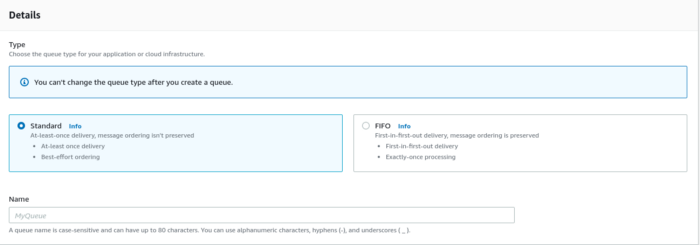 Details
Type
Choose the queue type for your application or cloud infrastructure.
You can't change the queue type after you create a queue.
Standard Info
At-least-once delivery, message ordering isn't preserved
• At-least once delivery
• Best-effort ordering
FIFO Info
First-in-first-out delivery, message ordering is preserved
• First-in-first-out delivery
• Exactly-once processing
Name
MyQueue
A queue name is case-sensitive and can have up to 80 characters. You can use alphanumeric characters, hyphens (-), and underscores ( _ ).